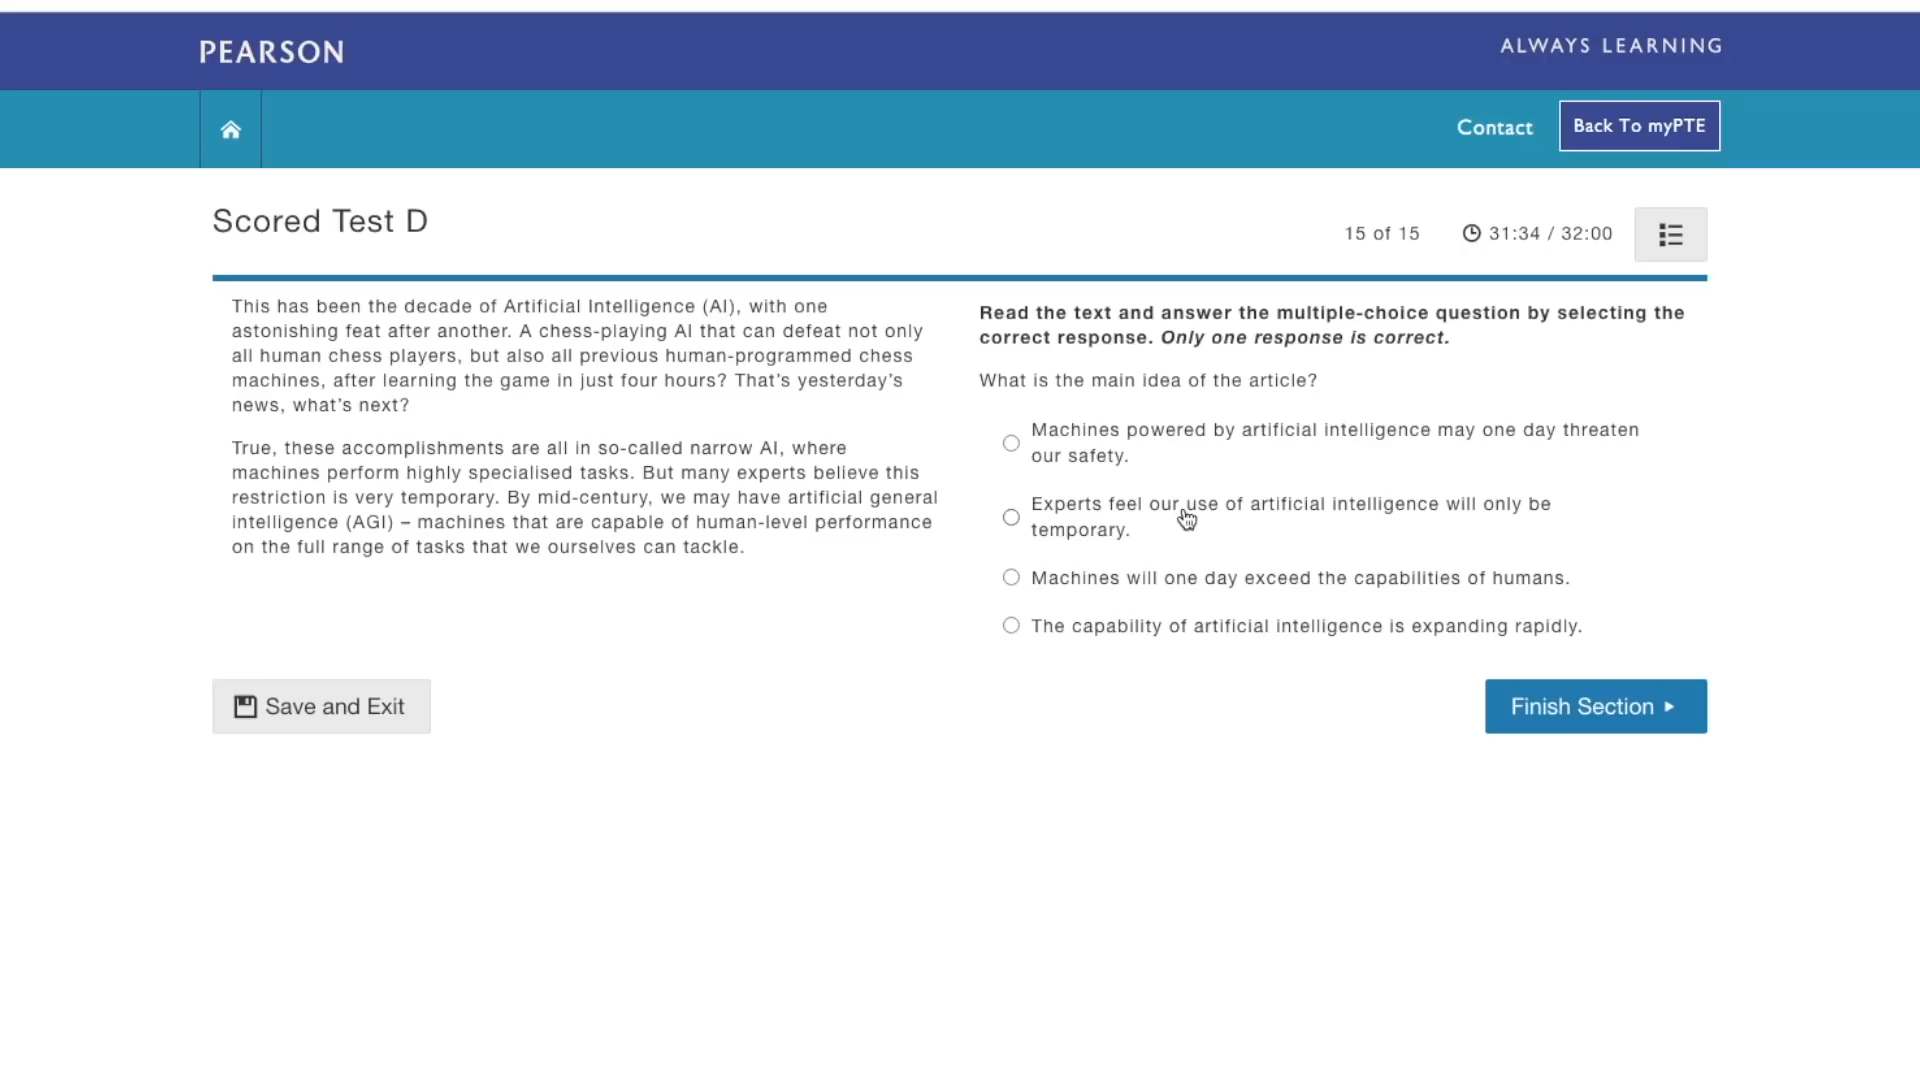 PEARSON
ALWAYS LEARNING
Contact
Back To myPTE
Scored Test D
15 of 15
31:34 / 32:00
This has been the decade of Artificial Intelligence (AI), with one
astonishing feat after another. A chess-playing AI that can defeat not only
all human chess players, but also all previous human-programmed chess
machines, after learning the game in just four hours? That's yesterday's
news, what's next?
True, these accomplishments are all in so-called narrow AI, where
machines perform highly specialised tasks. But many experts believe this
restriction is very temporary. By mid-century, we may have artificial general
intelligence (AGI) – machines that are capable of human-level performance
on the full range of tasks that we ourselves can tackle.
Read the text and answer the multiple-choice question by selecting the
correct response. Only one response is correct.
What is the main idea of the article?
Machines powered by artificial intelligence may one day threaten
our safety.
Experts feel our use of artificial intelligence will only be
temporary.
Machines will one day exceed the capabilities of humans.
The capability of artificial intelligence is expanding rapidly.
Save and Exit
Finish Section